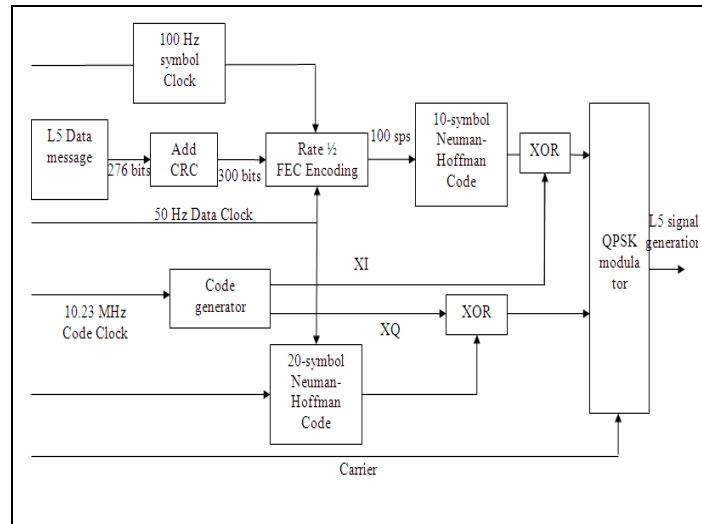 100 Hz
symbol
Clock
L5 Data
message
276 bits
Add
CRC
300 bits
Rate ½
FEC Encoding
100 sps
10-symbol
Neuman-
Hoffman
Code
XOR
50 Hz Data Clock
XI
Code
generator
10.23 MHz
Code Clock
XQ
XOR
20-symbol
Neuman-
Hoffman
Code
QPSK
modula
tor
L5 signal
generation
Carrier